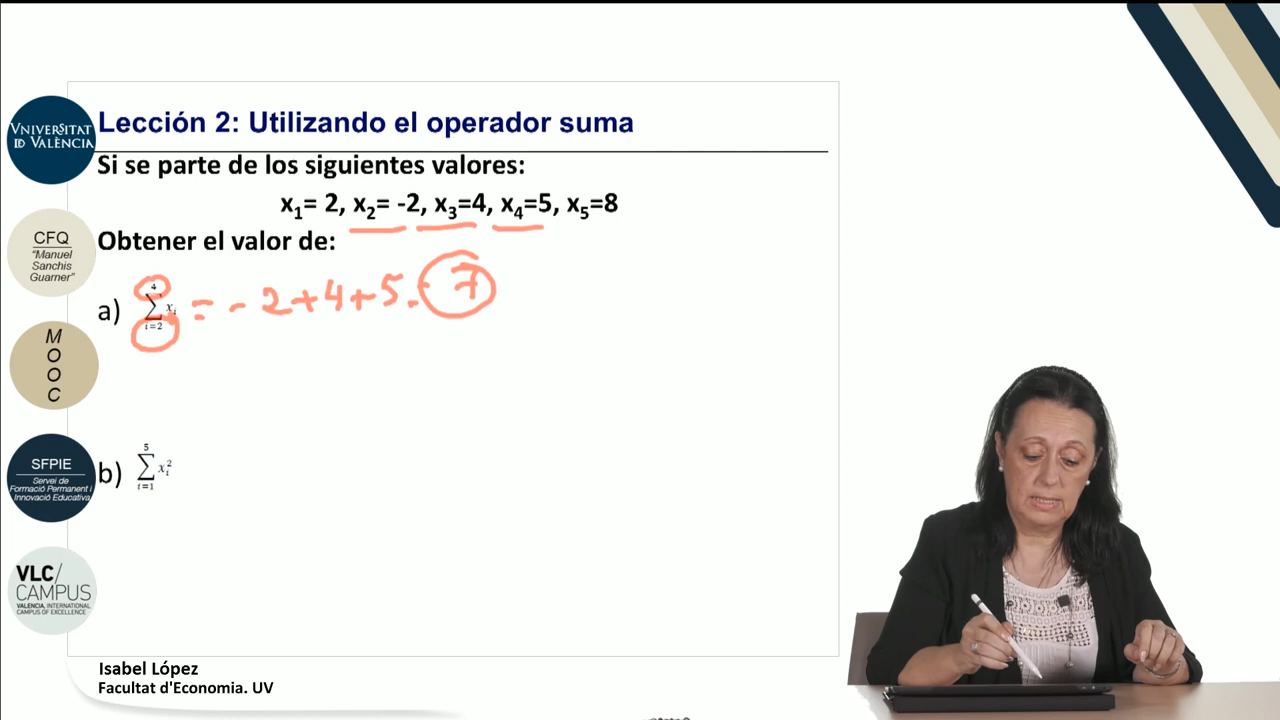 Lección 2: Utilizando el operador suma
Si se parte de los siguientes valores:
x₁= 2, x₂= -2, x₃=4, x₄=5, x₅=8
Obtener el valor de:
a) 4 ∑ i=2 xᵢ = -2+4+5. 7
b) 5 ∑ i=1 xᵢ²
VNIVERSITAT
ID VALÈNCIA
CFQ
"Manuel
Sanchis
Guarner"
M
O
O
C
SFPIE
Servei de
Formació Permanent i
Innovació Educativa
VLC/
CAMPUS
VALENCIA, INTERNATIONAL
CAMPUS OF EXCELLENCE
Isabel López
Facultat d'Economia. UV